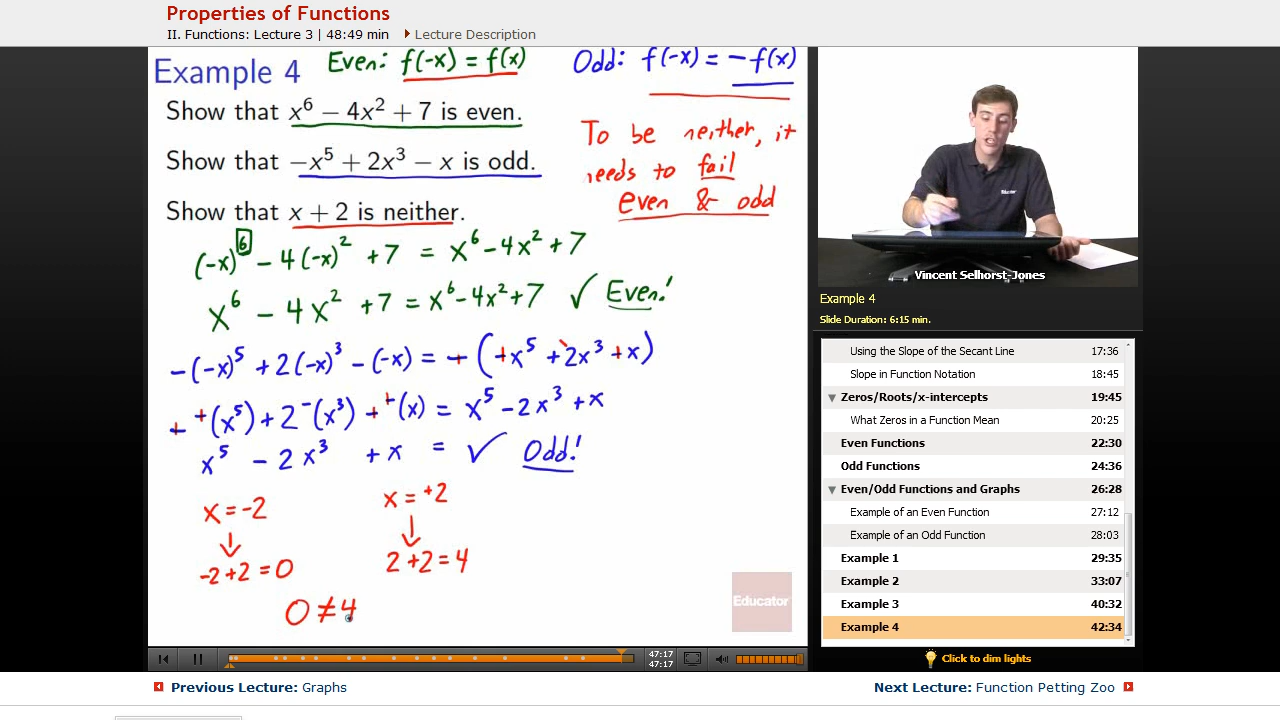 Properties of Functions
II. Functions: Lecture 3 | 48:49 min
Lecture Description
Example 4
Even: f(-x) = f(x)
Odd: f(-x) = -f(x)
Show that x⁶ − 4x² + 7 is even.
Show that −x⁵ + 2x³ − x is odd.
Show that x + 2 is neither.
To be neither, it
needs to fail
even & odd
(-x)⁶ - 4(-x)² + 7 = x⁶ - 4x² + 7
x⁶ - 4x² + 7 = x⁶ - 4x² + 7 ✓ Even!
-(-x)⁵ + 2(-x)³ - (-x) = + (+x⁵ + 2x³ + x)
+ +(x⁵) + 2 -(x³) + +(x) = x⁵ - 2x³ + x
x⁵ - 2x³ + x = ✓ Odd!
x = -2
x = +2
-2+2 = 0
2+2 = 4
0 ≠ 4
Educator
Educator
Vincent Selhorst-Jones
Example 4
Slide Duration: 6:15 min.
Using the Slope of the Secant Line 17:36
Slope in Function Notation 18:45
Zeros/Roots/x-intercepts 19:45
What Zeros in a Function Mean 20:25
Even Functions 22:30
Odd Functions 24:36
Even/Odd Functions and Graphs 26:28
Example of an Even Function 27:12
Example of an Odd Function 28:03
Example 1 29:35
Example 2 33:07
Example 3 40:32
Example 4 42:34
47:17
47:17
Click to dim lights
Previous Lecture: Graphs
Next Lecture: Function Petting Zoo